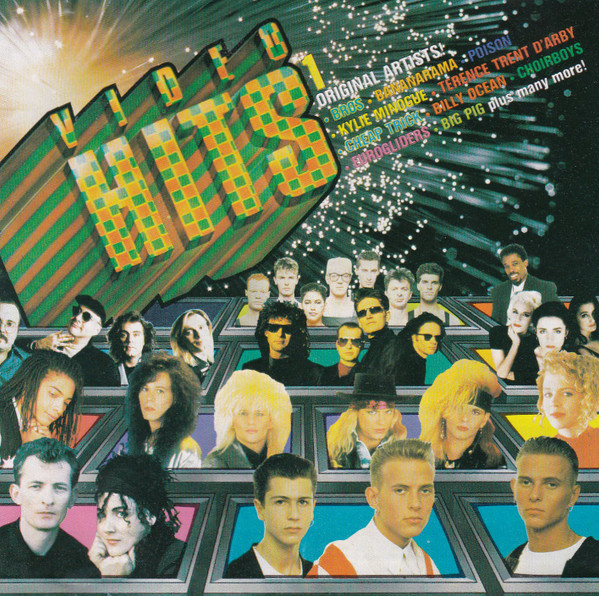 VIDEO
HITS 1
ORIGINAL ARTISTS!
· BROS · BANANARAMA · POISON
· KYLIE MINOGUE · TERENCE TRENT D'ARBY
· CHEAP TRICK · BILLY OCEAN · CHOIRBOYS
EUROGLIDERS · BIG PIG plus many more!